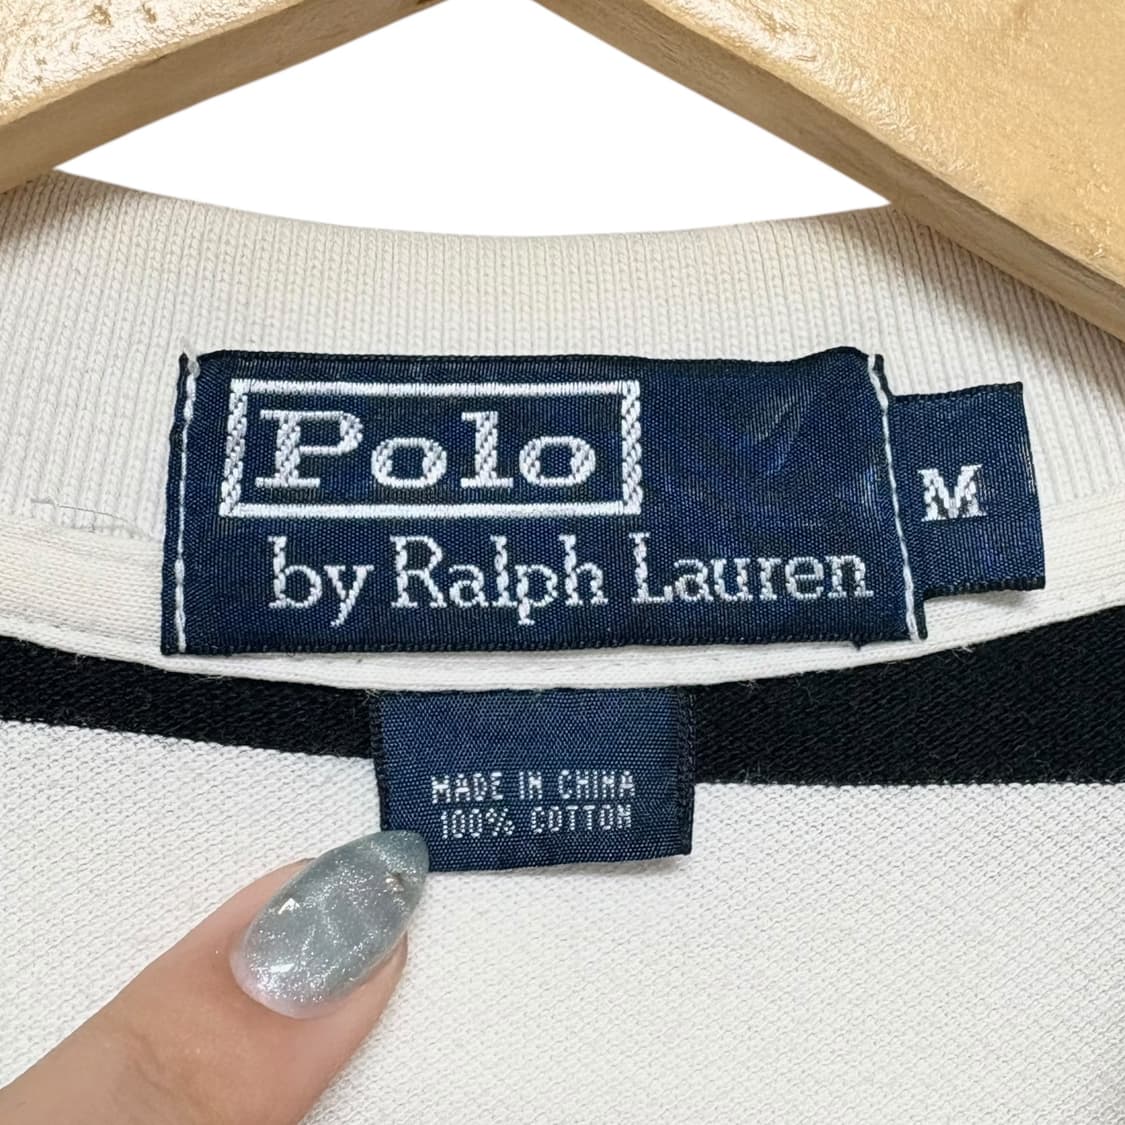 Polo
by Ralph Lauren
M
MADE IN CHINA
100% COTTON